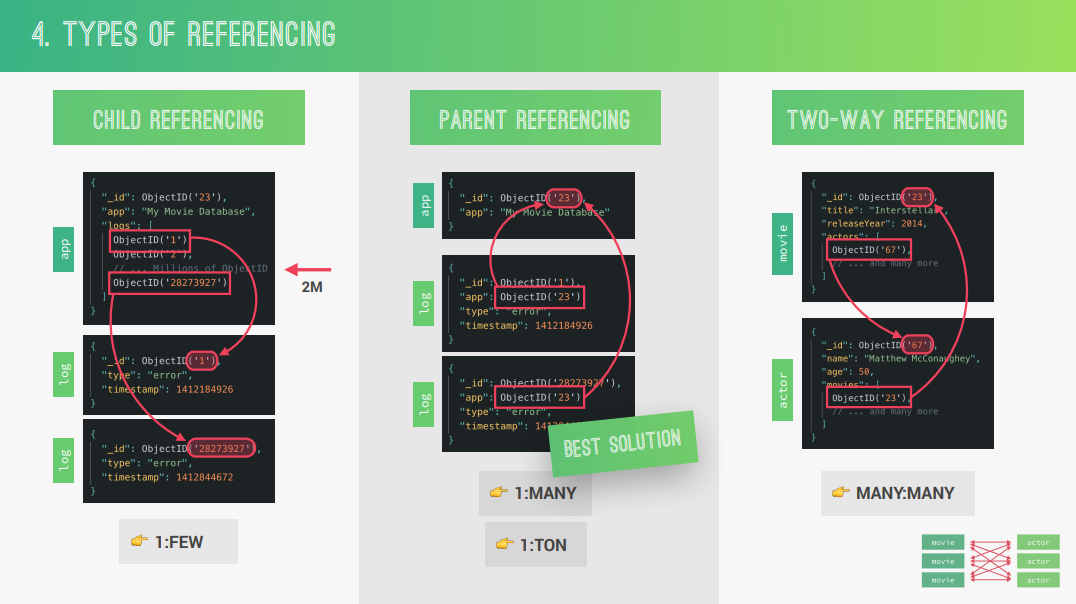 4. TYPES OF REFERENCING
CHILD REFERENCING
app
{
"_id": ObjectID('23'),
"app": "My Movie Database",
"logs": [
ObjectID('1')
ObjectID('2'),
// ... Millions of ObjectID
ObjectID('28273927')
]
}
2M
log
{
"_id": ObjectID('1'),
"type": "error",
"timestamp": 1412184926
}
log
{
"_id": ObjectID('28273927'),
"type": "error",
"timestamp": 1412844672
}
👉 1:FEW
PARENT REFERENCING
app
{
"_id": ObjectID('23'),
"app": "My Movie Database"
}
log
{
"_id": ObjectID('1'),
"app": ObjectID('23')
"type": "error",
"timestamp": 1412184926
}
log
{
"_id": ObjectID('28273927'),
"app": ObjectID('23')
"type": "error",
"timestamp":
}
BEST SOLUTION
👉 1:MANY
👉 1:TON
TWO-WAY REFERENCING
movie
{
"_id": ObjectID('23'),
"title": "Interstellar",
"releaseYear": 2014,
"actors": [
ObjectID('67'),
// ... and many more
]
}
actor
{
"_id": ObjectID('67'),
"name": "Matthew McConaughey",
"age": 50,
"movies": [
ObjectID('23'),
// ... and many more
]
}
👉 MANY:MANY
movie actor
movie actor
movie actor